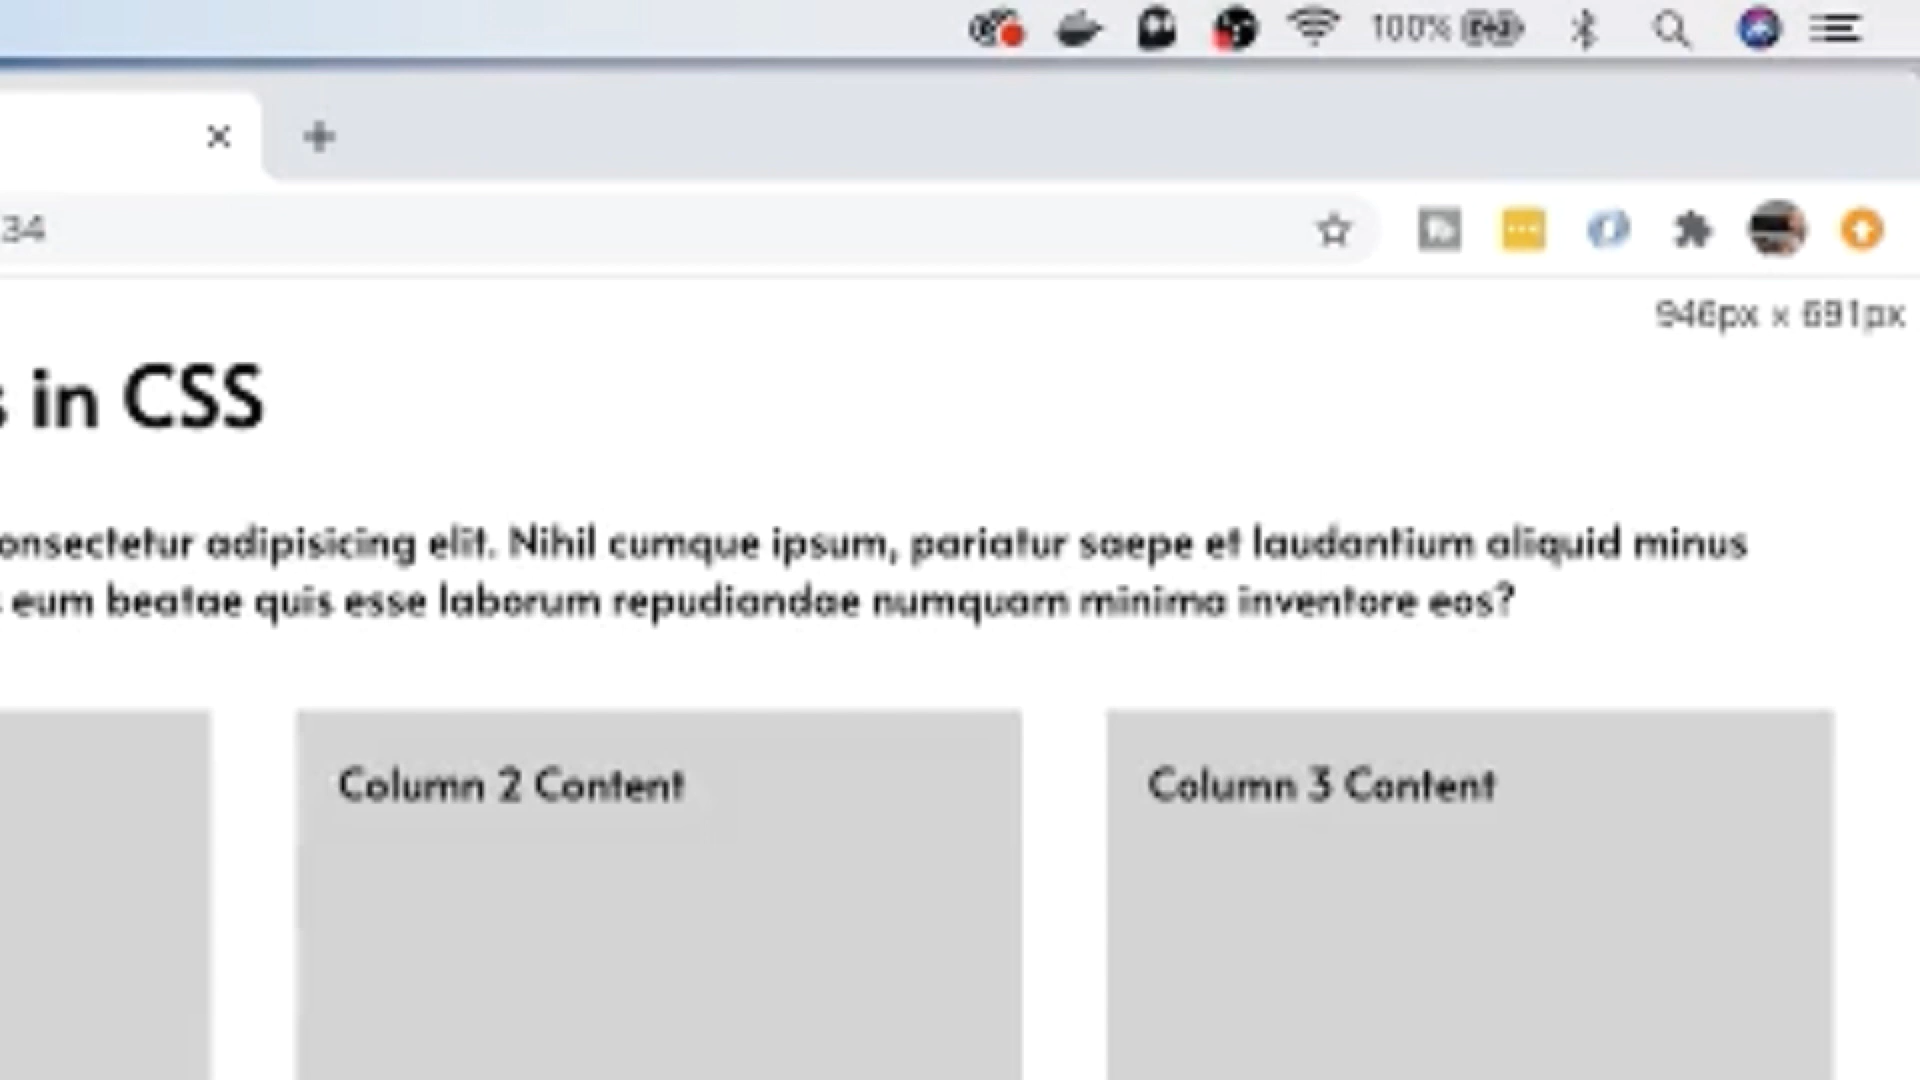 100%
34
946px x 691px
s in CSS
onsectetur adipisicing elit. Nihil cumque ipsum, pariatur saepe et laudantium aliquid minus
s eum beatae quis esse laborum repudiandae numquam minima inventore eos?
Column 2 Content
Column 3 Content